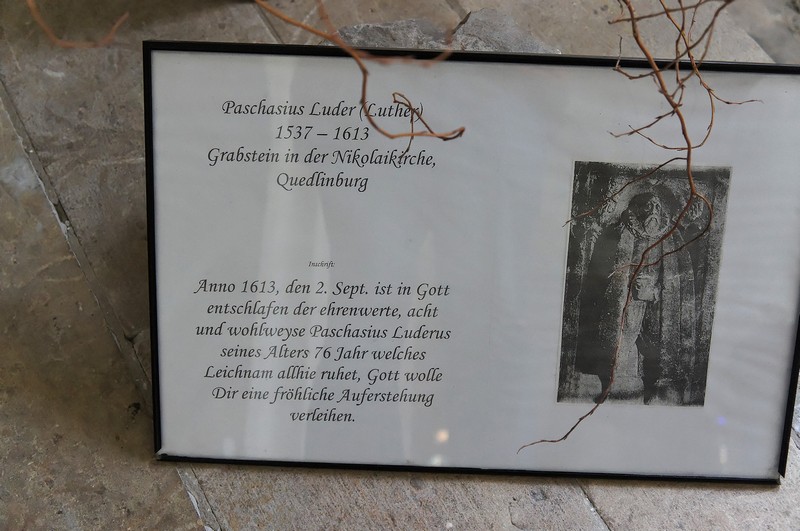 Paschasius Luder (Luther)
1537 – 1613
Grabstein in der Nikolaikirche,
Quedlinburg
Inschrift:
Anno 1613, den 2. Sept. ist in Gott
entschlafen der ehrenwerte, acht
und wohlweyse Paschasius Luderus
seines Alters 76 Jahr welches
Leichnam allhie ruhet, Gott wolle
Dir eine fröhliche Auferstehung
verleihen.